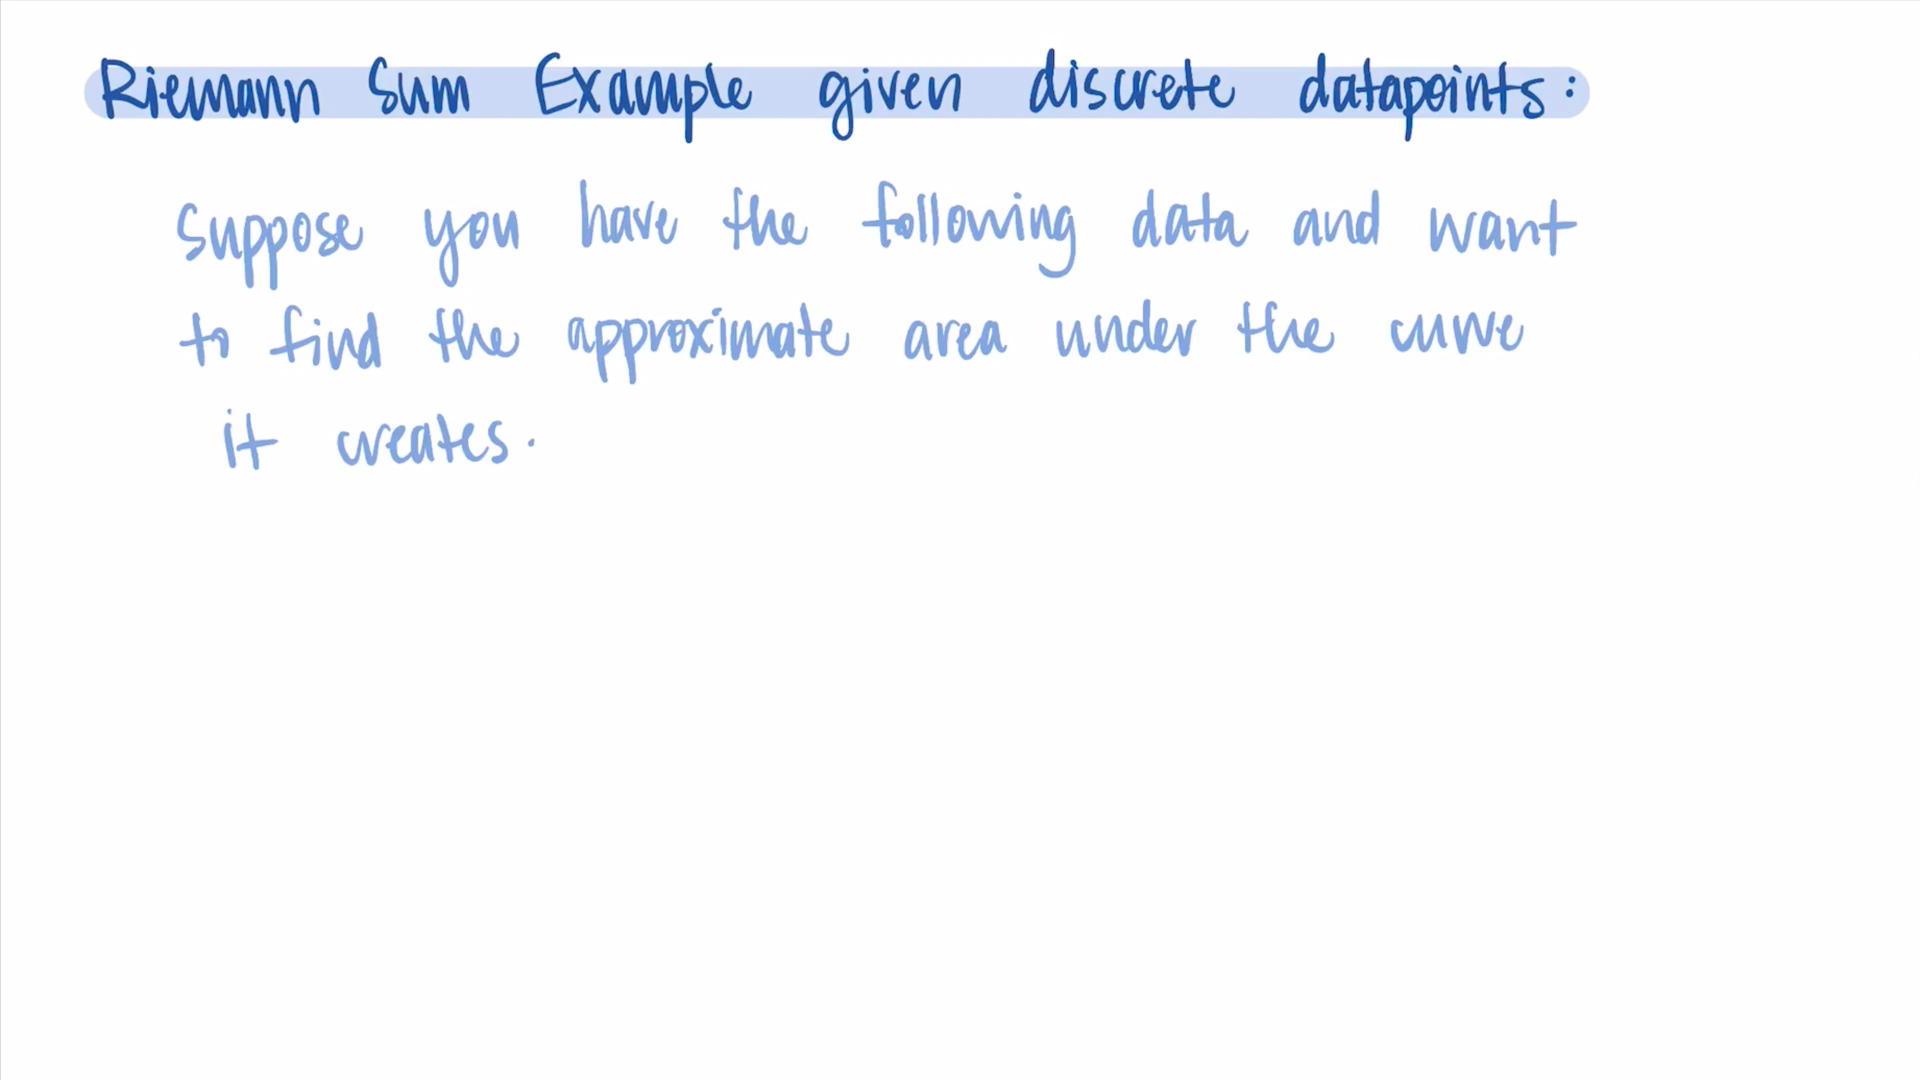 Riemann Sum Example given discrete datapoints:
Suppose you have the following data and want
to find the approximate area under the curve
it creates.